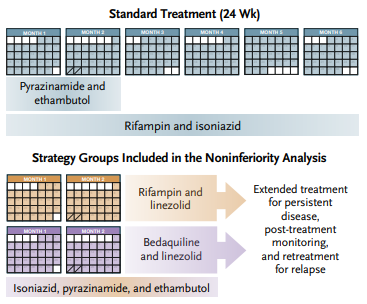 Standard Treatment (24 Wk)
MONTH 1 MONTH 2 MONTH 3 MONTH 4 MONTH 5 MONTH 6
Pyrazinamide and
ethambutol
Rifampin and isoniazid
Strategy Groups Included in the Noninferiority Analysis
MONTH 1 MONTH 2
Rifampin and
linezolid
MONTH 1 MONTH 2
Bedaquiline
and linezolid
Extended treatment
for persistent
disease,
post-treatment
monitoring,
and retreatment
for relapse
Isoniazid, pyrazinamide, and ethambutol